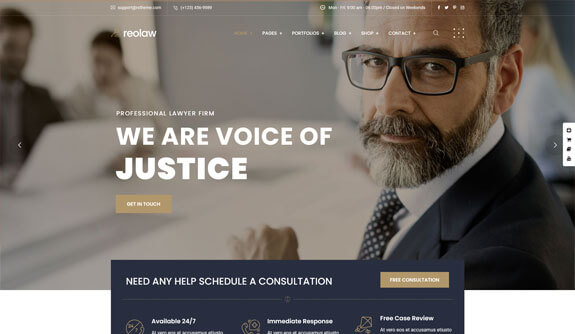 support@rstheme.com
(+123) 456-9989
Mon - Fri: 9:00 am - 06.00pm / Closed on Weekends
reolaw
HOME + PAGES + PORTFOLIOS + BLOG + SHOP + CONTACT +
PROFESSIONAL LAWYER FIRM
WE ARE VOICE OF
JUSTICE
GET IN TOUCH
NEED ANY HELP SCHEDULE A CONSULTATION
FREE CONSULTATION
Available 24/7
At vero eos et accusamus etiusto
Immediate Response
At vero eos et accusamus etiusto
Free Case Review
At vero eos et accusamus etiusto